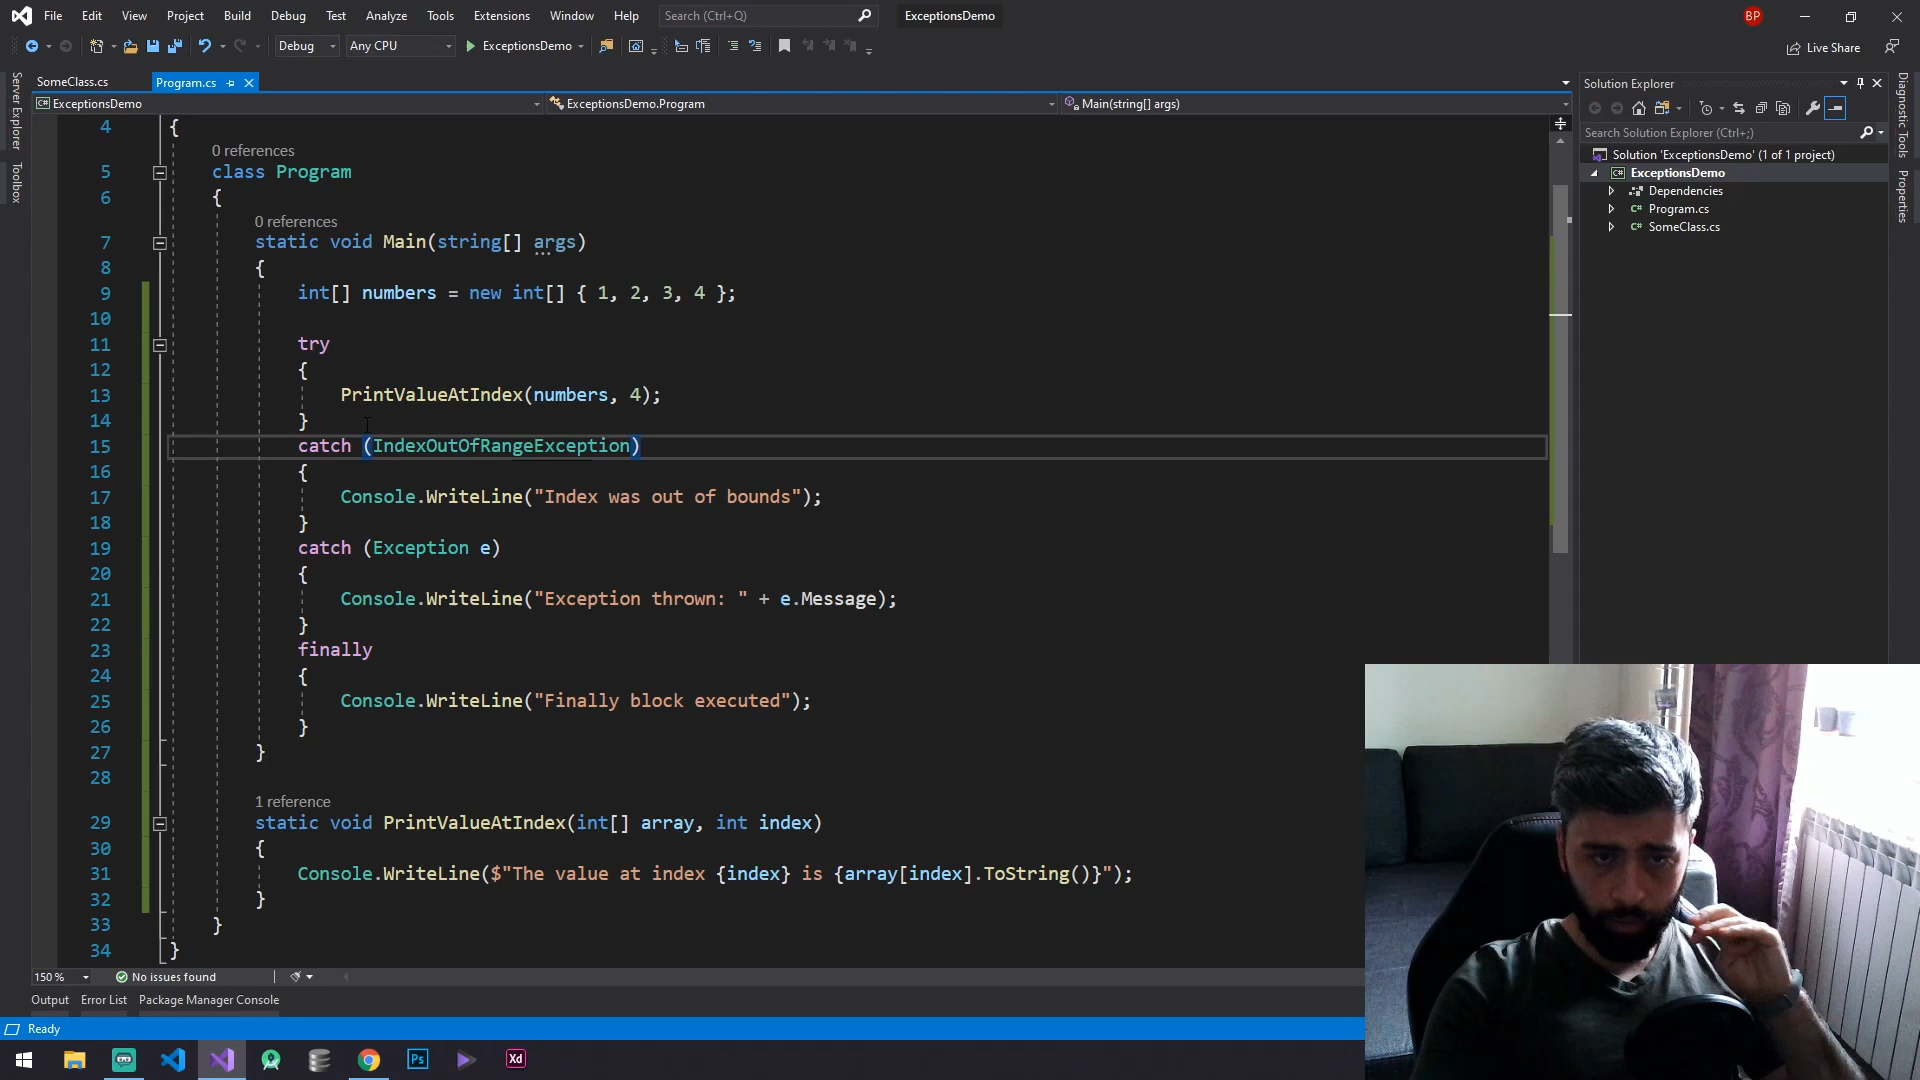 File Edit View Project Build Debug Test Analyze Tools Extensions Window Help Search (Ctrl+Q) ExceptionsDemo BP
Debug Any CPU ExceptionsDemo Live Share
SomeClass.cs Program.cs
ExceptionsDemo ExceptionsDemo.Program Main(string[] args)
Server Explorer
Toolbox
4 {
0 references
5 class Program
6 {
0 references
7 static void Main(string[] args)
8 {
9 int[] numbers = new int[] { 1, 2, 3, 4 };
10
11 try
12 {
13 PrintValueAtIndex(numbers, 4);
14 }
15 catch (IndexOutOfRangeException)
16 {
17 Console.WriteLine("Index was out of bounds");
18 }
19 catch (Exception e)
20 {
21 Console.WriteLine("Exception thrown: " + e.Message);
22 }
23 finally
24 {
25 Console.WriteLine("Finally block executed");
26 }
27 }
28
1 reference
29 static void PrintValueAtIndex(int[] array, int index)
30 {
31 Console.WriteLine($"The value at index {index} is {array[index].ToString()}");
32 }
33 }
34 }
150 % No issues found
Output Error List Package Manager Console
Ready
Solution Explorer
Search Solution Explorer (Ctrl+;)
Solution 'ExceptionsDemo' (1 of 1 project)
ExceptionsDemo
Dependencies
C# Program.cs
C# SomeClass.cs
Diagnostic Tools
Properties
Ps
Xd